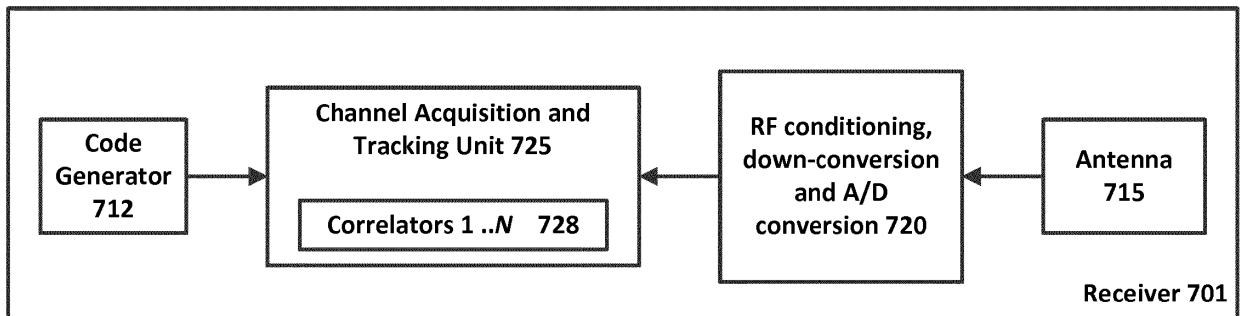 Code
Generator
712
Channel Acquisition and
Tracking Unit 725
Correlators 1 ..N 728
RF conditioning,
down-conversion
and A/D
conversion 720
Antenna
715
Receiver 701